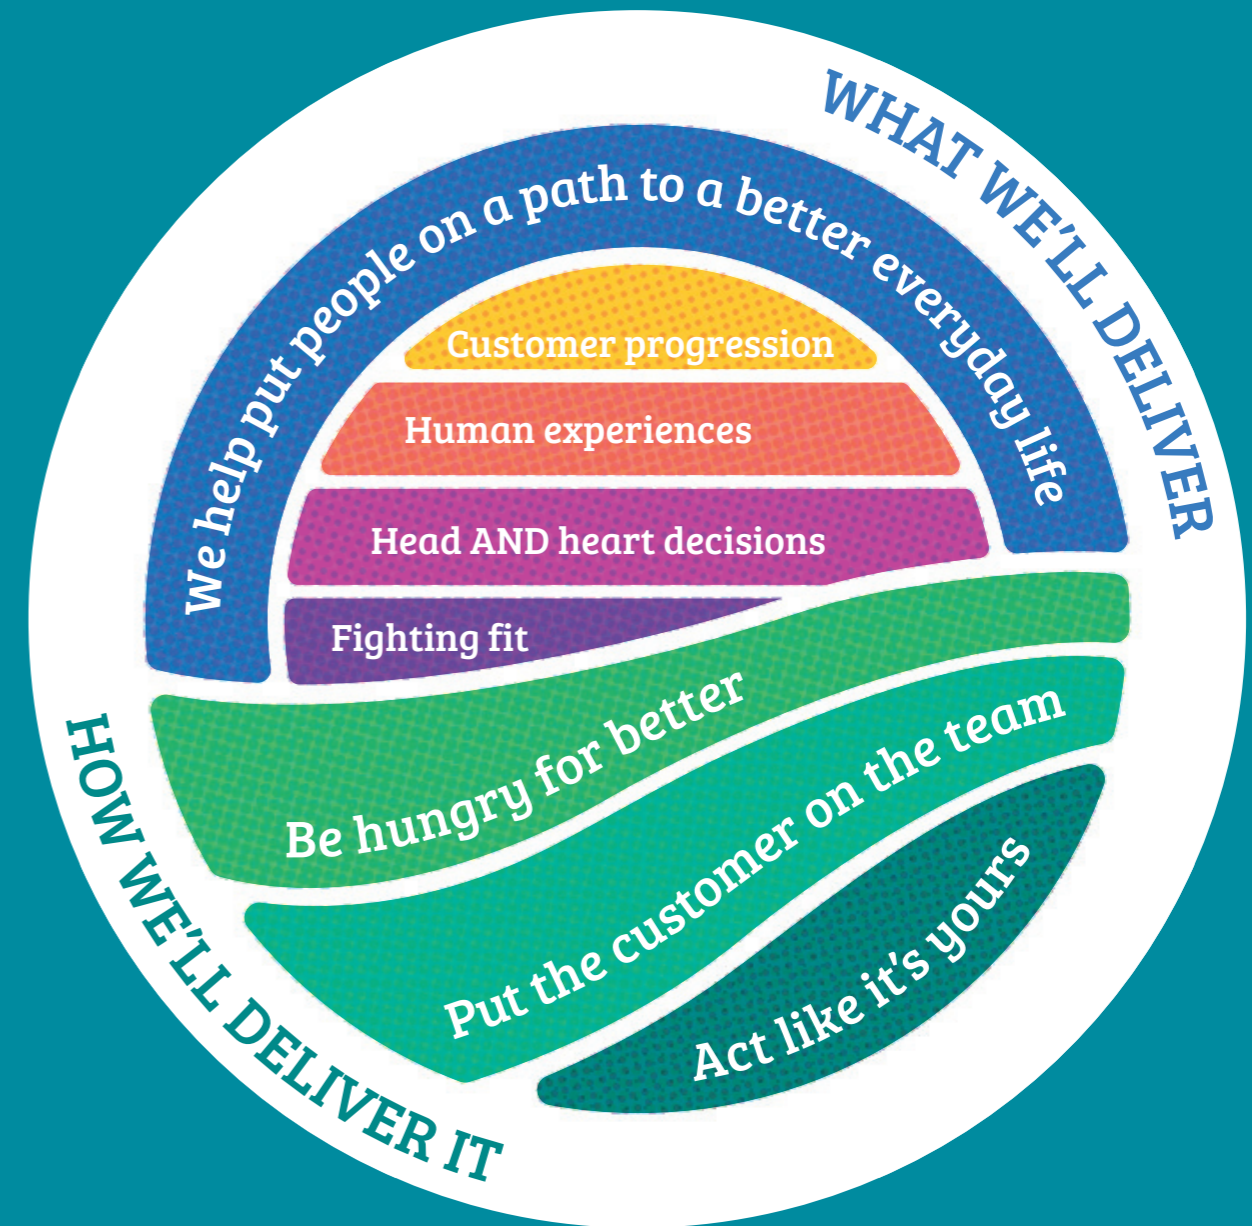 WHAT WE'LL DELIVER
We help put people on a path to a better everyday life
Customer progression
Human experiences
Head AND heart decisions
Fighting fit
Be hungry for better
Put the customer on the team
Act like it's yours
HOW WE'LL DELIVER IT